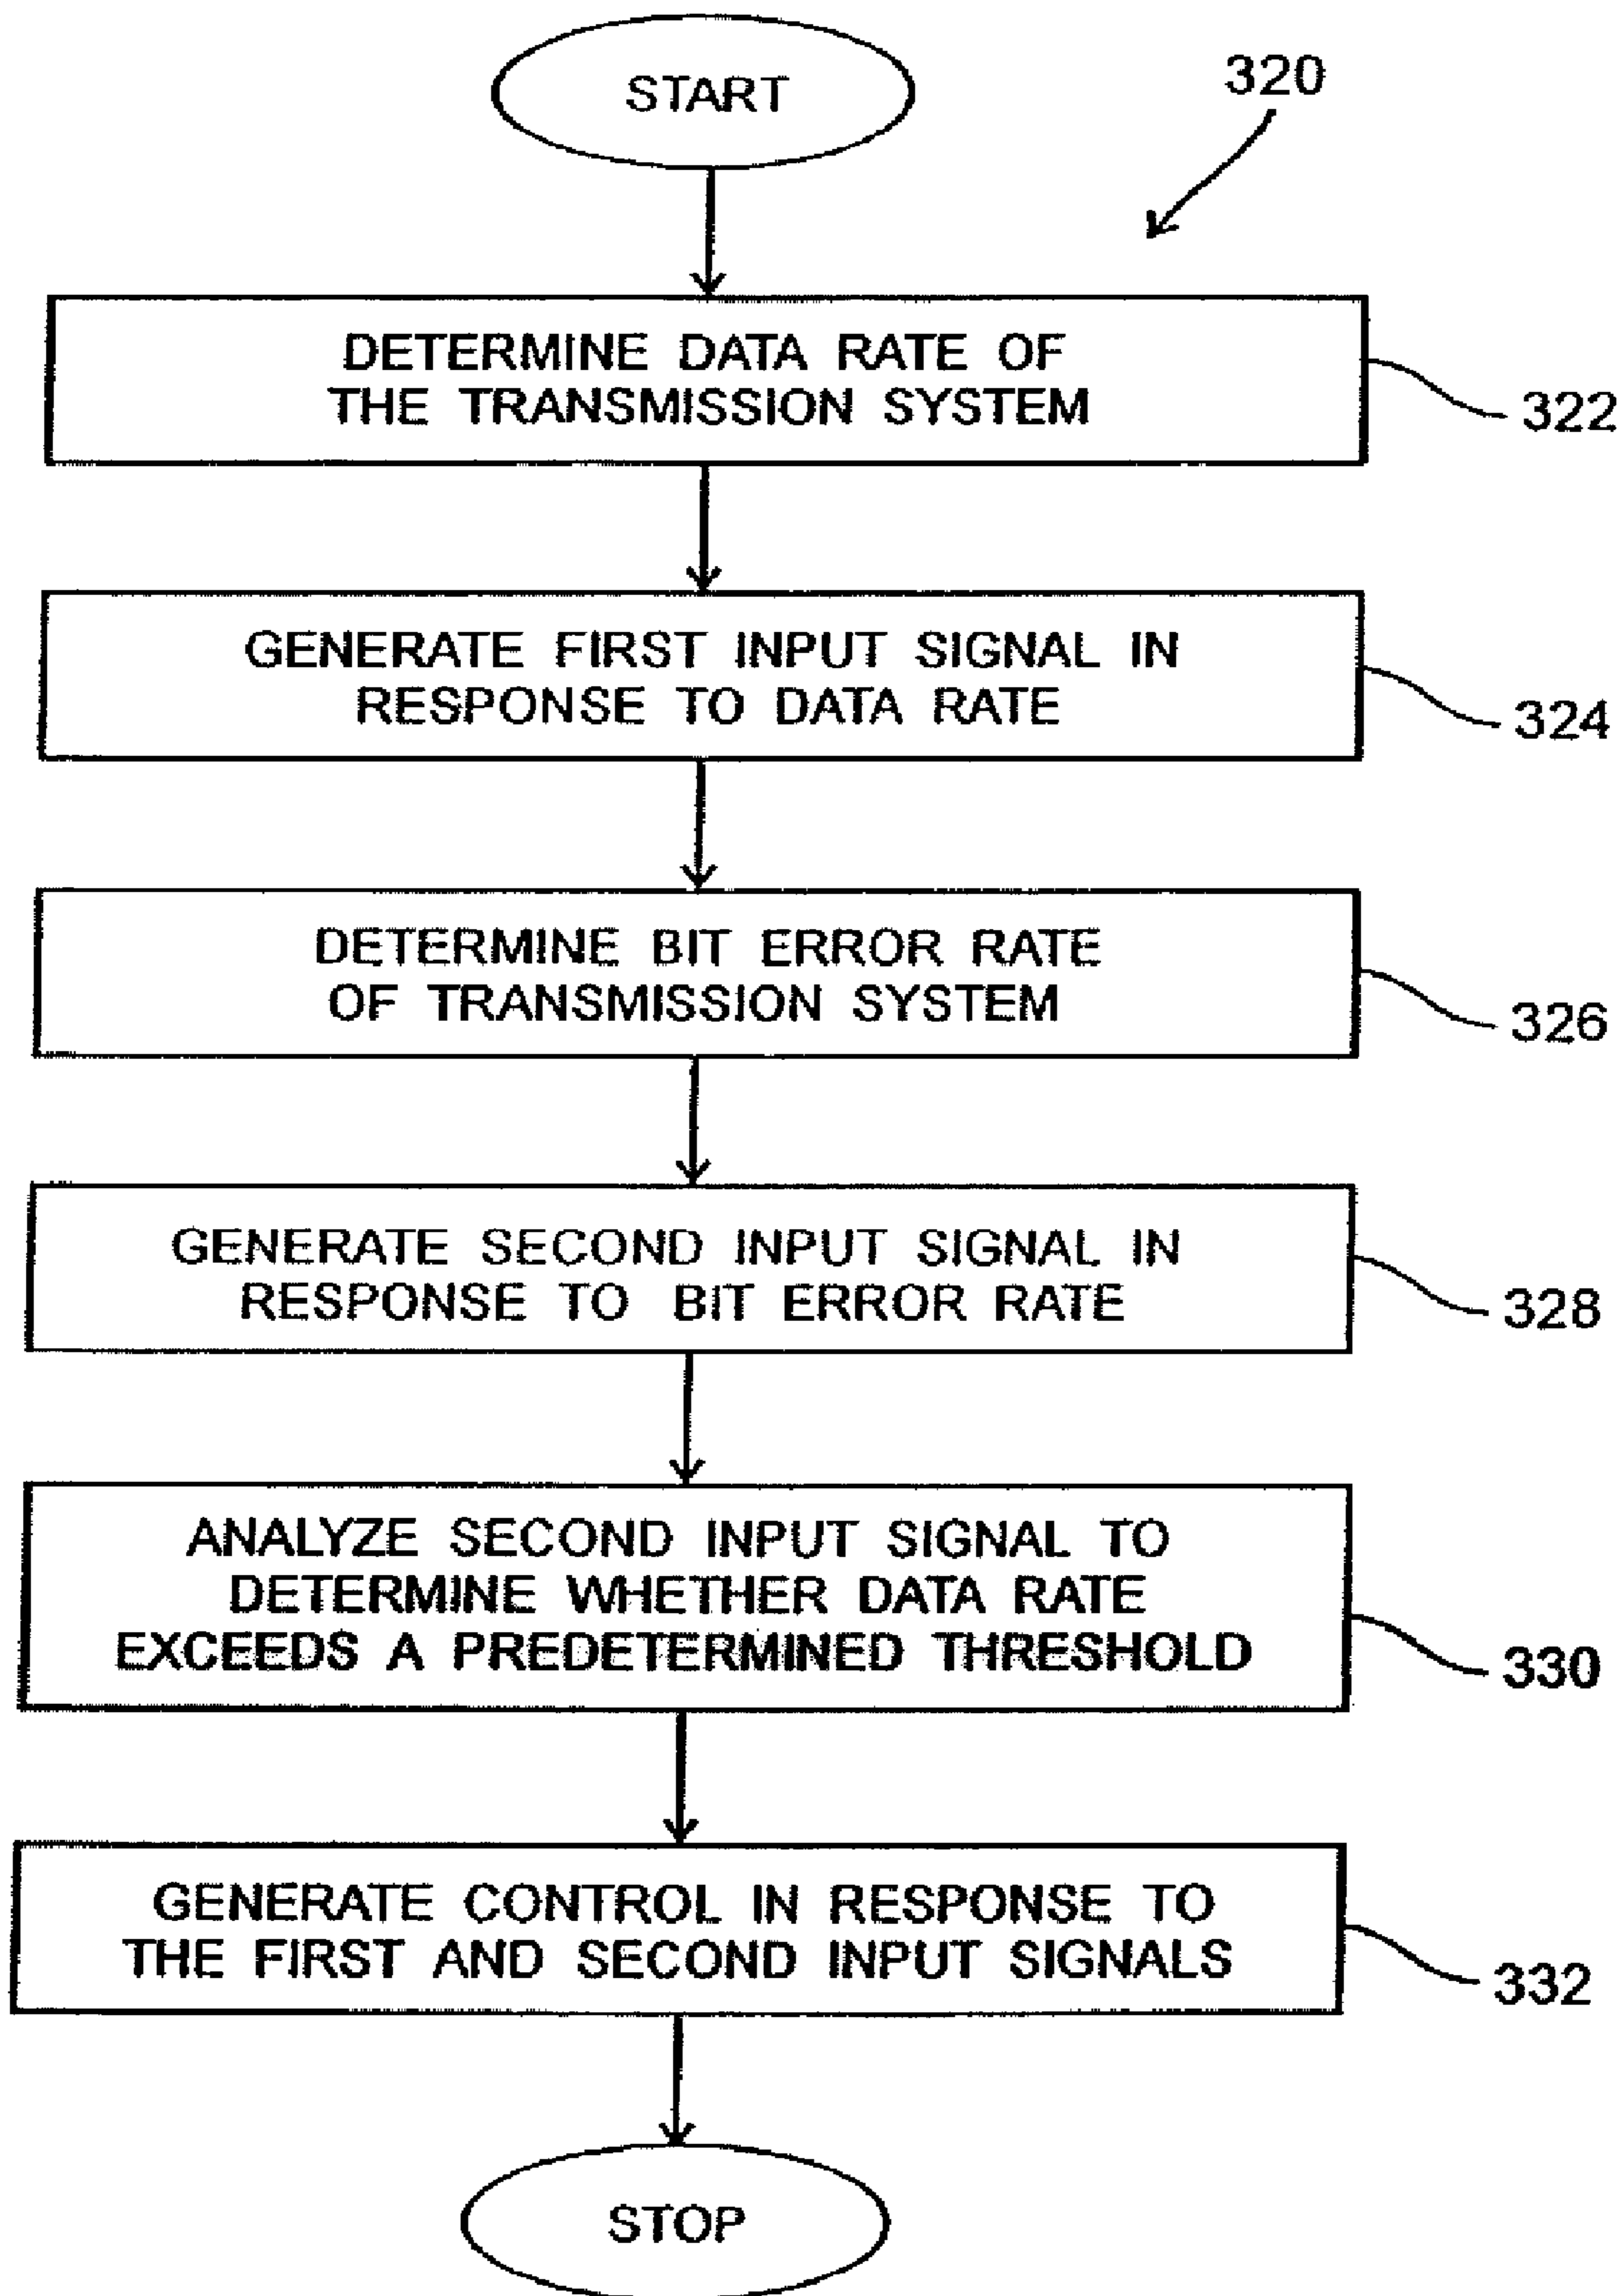 START
320
DETERMINE DATA RATE OF
THE TRANSMISSION SYSTEM
322
GENERATE FIRST INPUT SIGNAL IN
RESPONSE TO DATA RATE
324
DETERMINE BIT ERROR RATE
OF TRANSMISSION SYSTEM
326
GENERATE SECOND INPUT SIGNAL IN
RESPONSE TO BIT ERROR RATE
328
ANALYZE SECOND INPUT SIGNAL TO
DETERMINE WHETHER DATA RATE
EXCEEDS A PREDETERMINED THRESHOLD
330
GENERATE CONTROL IN RESPONSE TO
THE FIRST AND SECOND INPUT SIGNALS
332
STOP